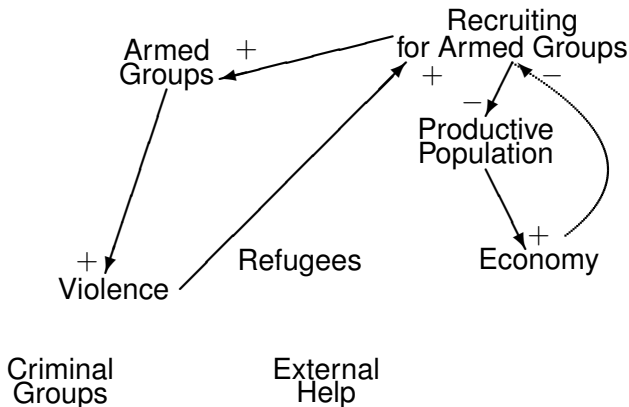 Recruiting
for Armed Groups
Armed
Groups
+
+
−
−
Productive
Population
+
+
Violence
Refugees
Economy
Criminal
Groups
External
Help